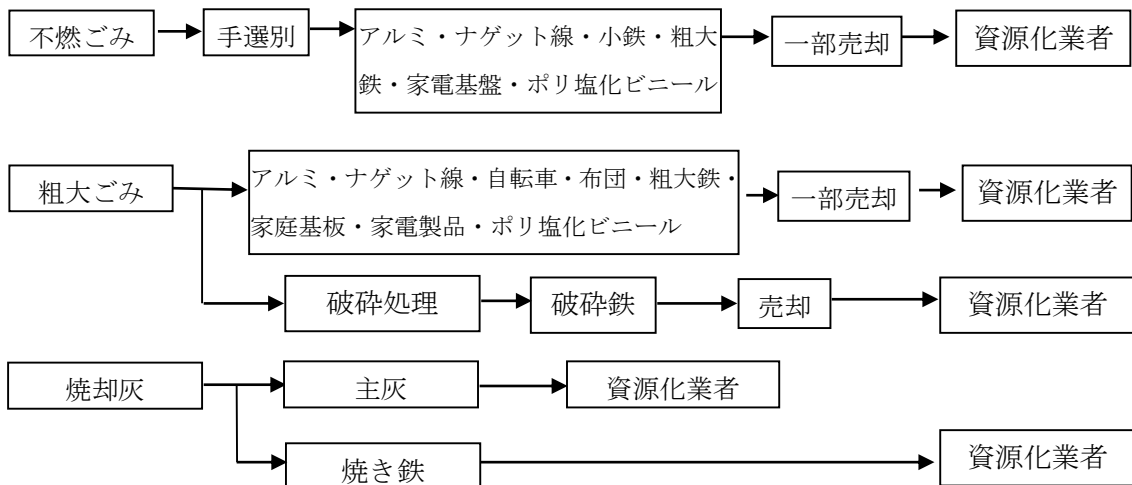 不燃ごみ
手選別
アルミ・ナゲット線・小鉄・粗大
鉄・家電基盤・ポリ塩化ビニール
一部売却
資源化業者
粗大ごみ
アルミ・ナゲット線・自転車・布団・粗大鉄・
家庭基板・家電製品・ポリ塩化ビニール
一部売却
資源化業者
破砕処理
破砕鉄
売却
資源化業者
焼却灰
主灰
資源化業者
焼き鉄
資源化業者